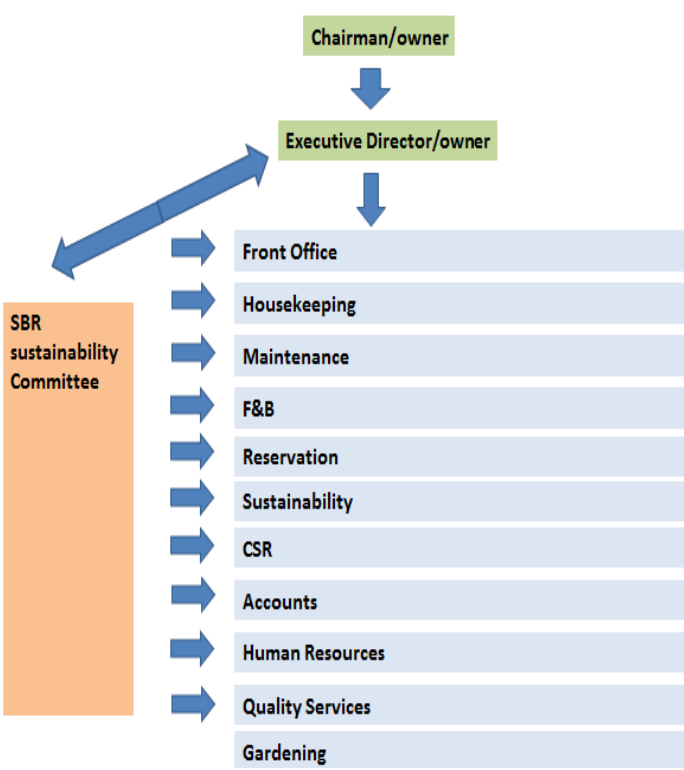 Chairman/owner
Executive Director/owner
Front Office
SBR
sustainability
Committee
Housekeeping
Maintenance
F&B
Reservation
Sustainability
CSR
Accounts
Human Resources
Quality Services
Gardening